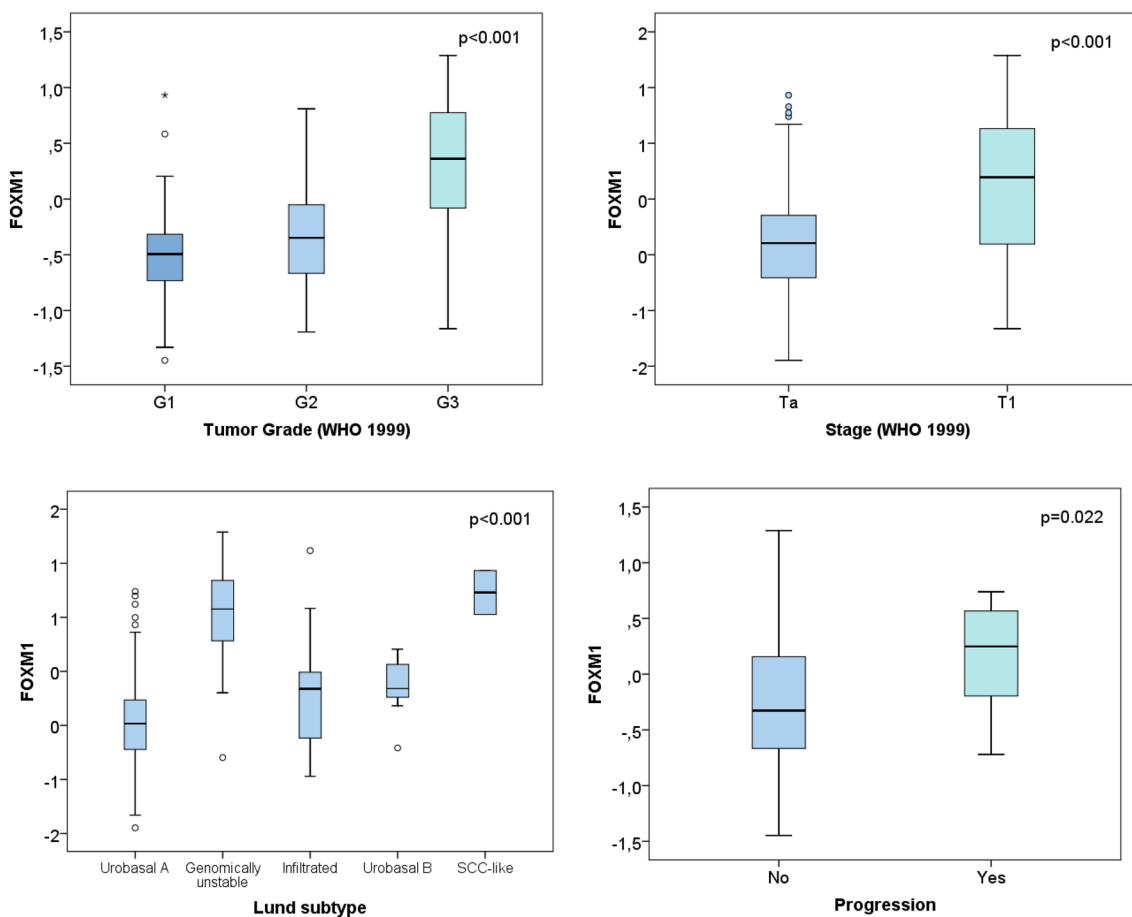 1,5
1,0
,5
,0
-,5
-1,0
-1,5
FOXM1
p<0.001
G1 G2 G3
Tumor Grade (WHO 1999)
2
1
1
0
0
-1
-2
FOXM1
p<0.001
Ta T1
Stage (WHO 1999)
2
1
1
0
0
-1
-2
FOXM1
p<0.001
Urobasal A Genomically Infiltrated Urobasal B SCC-like
unstable
Lund subtype
1,5
1,0
,5
,0
-,5
-1,0
-1,5
FOXM1
p=0.022
No Yes
Progression